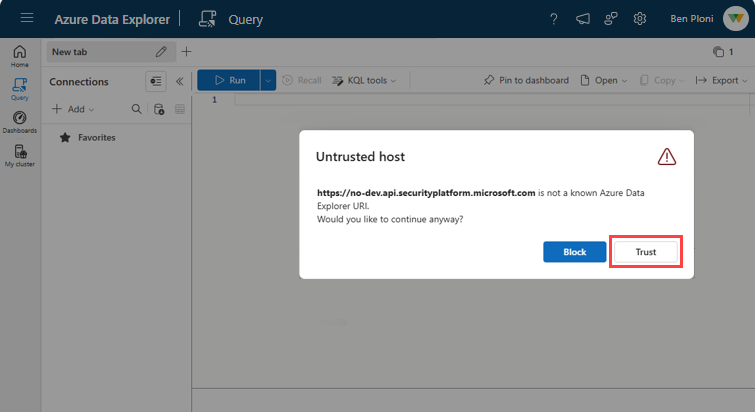 Azure Data Explorer
Query
?
Ben Ploni
Home
Query
Dashboards
My cluster
New tab
1
Connections
Add
Favorites
Run
Recall
KQL tools
Pin to dashboard
Open
Copy
Export
1
Untrusted host
https://no-dev.api.securityplatform.microsoft.com is not a known Azure Data
Explorer URI.
Would you like to continue anyway?
Block
Trust